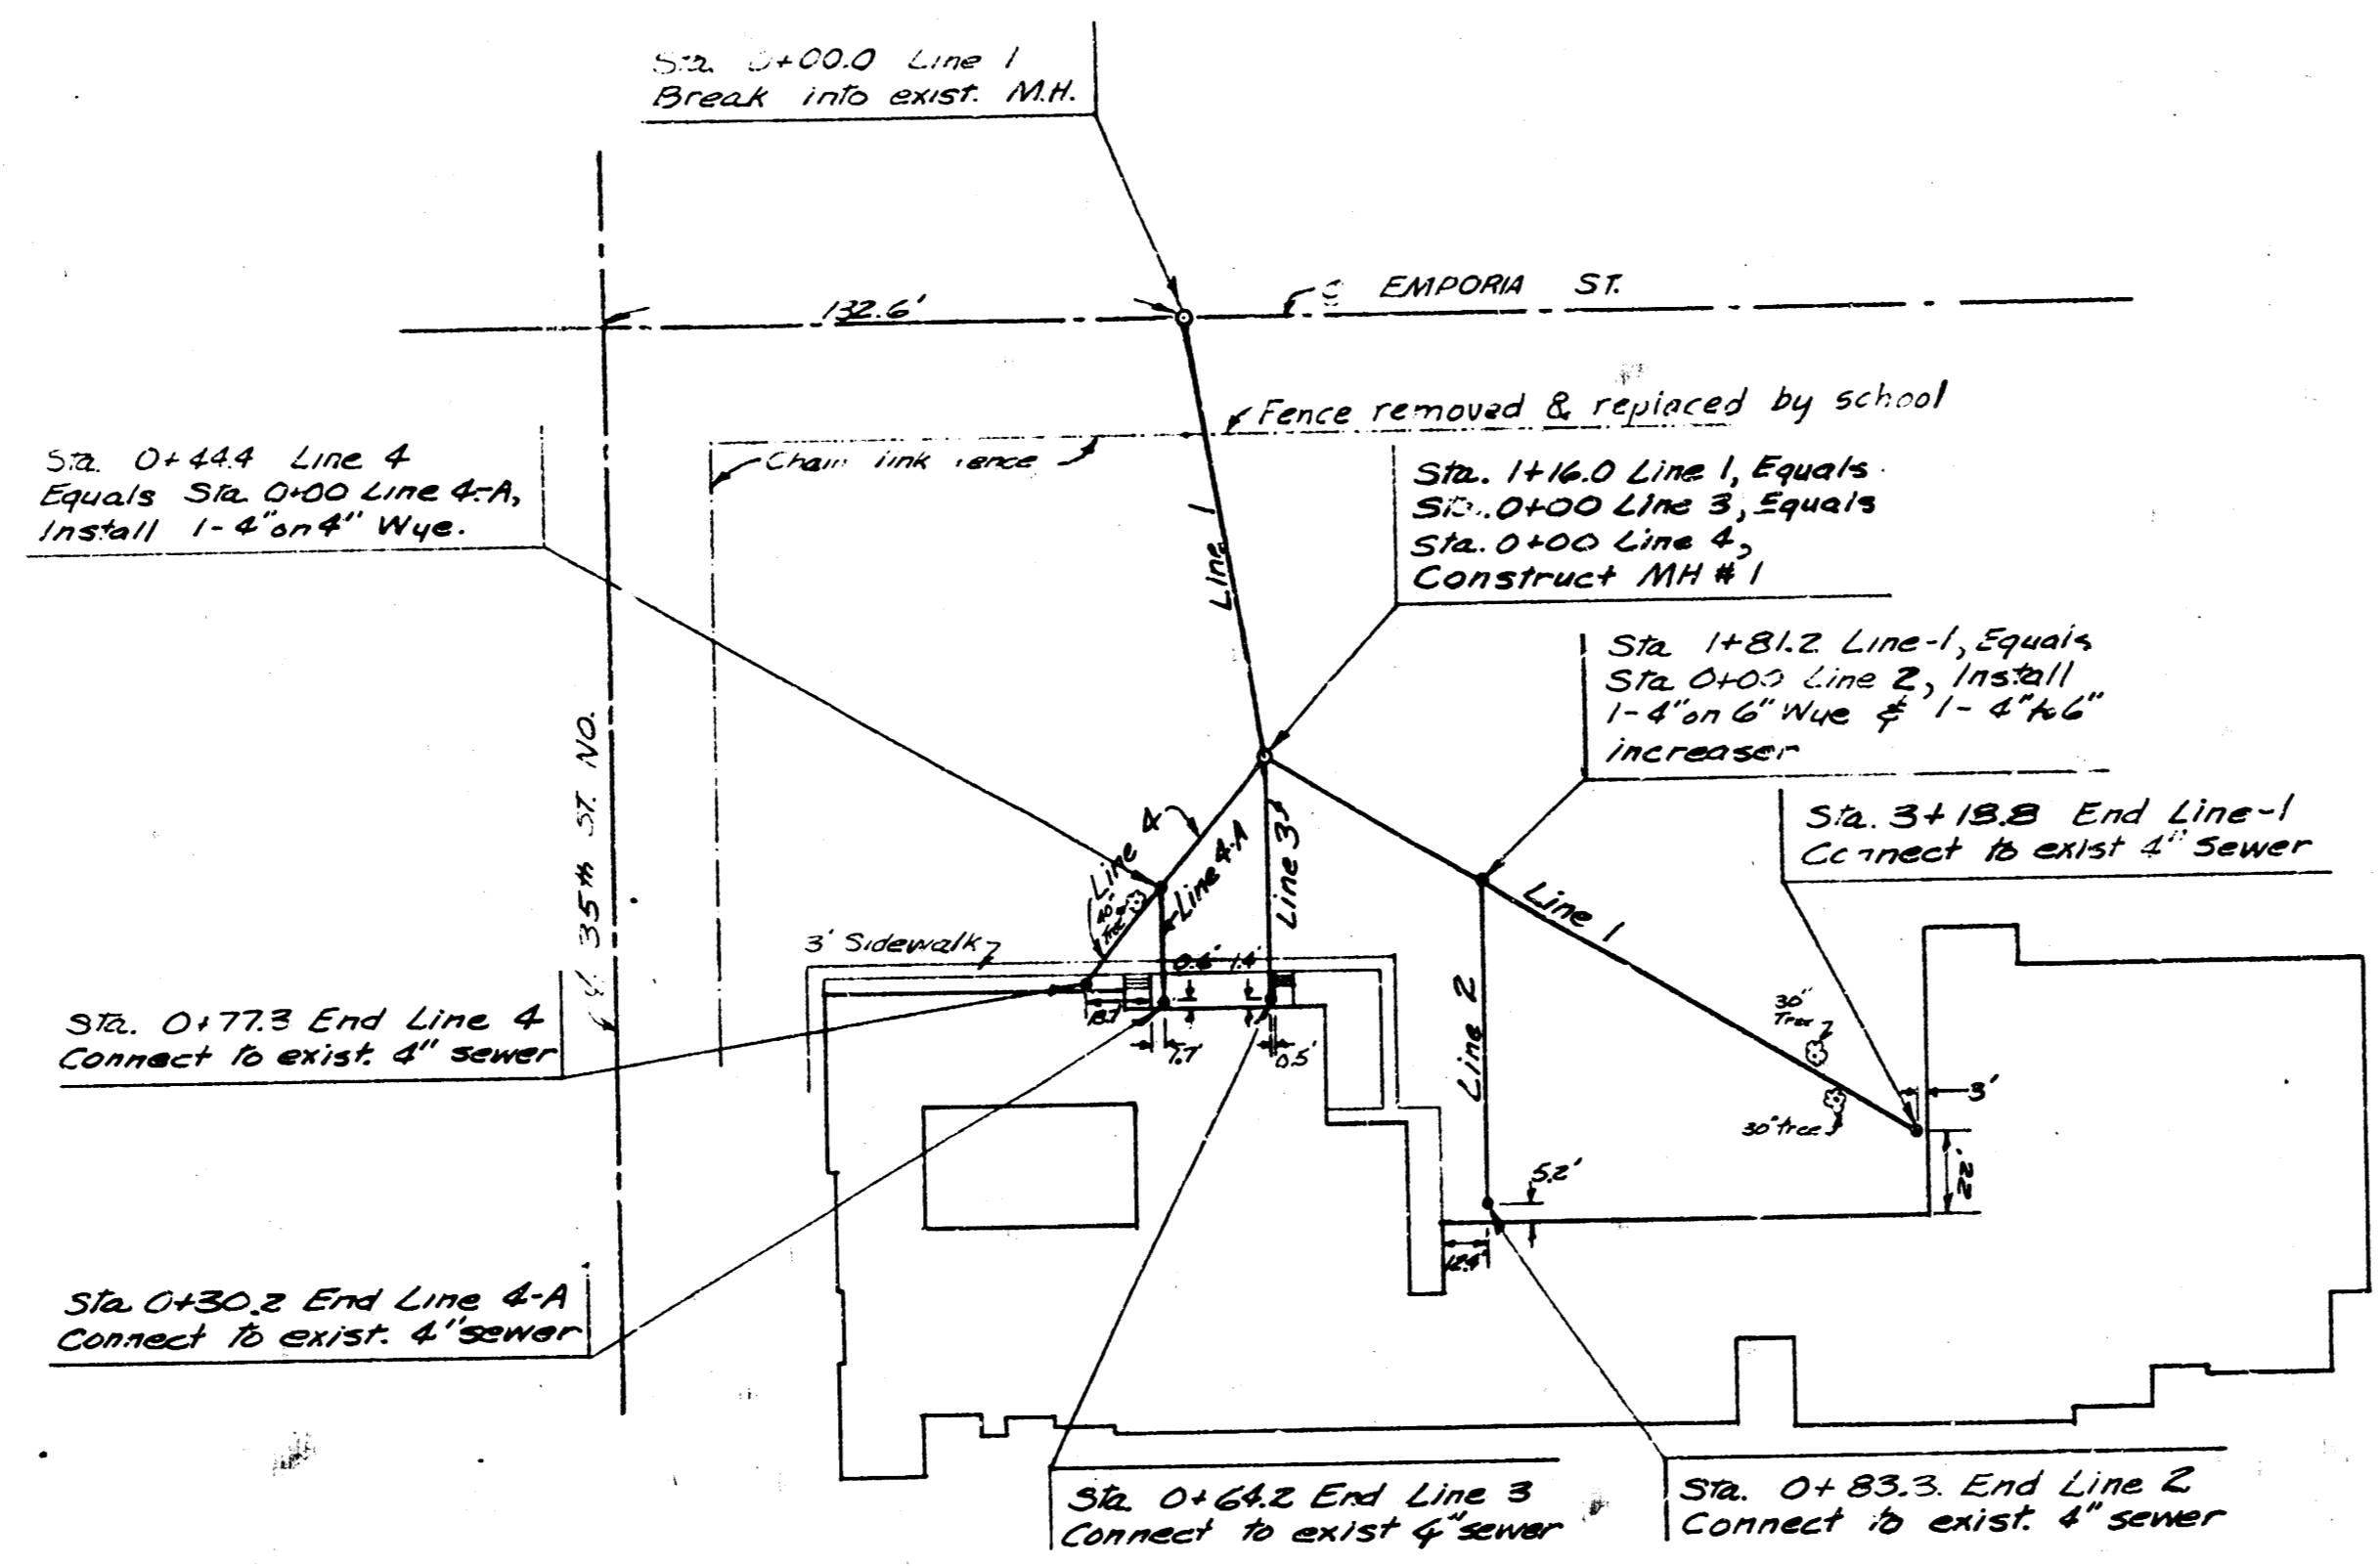 Sta. 0+00.0 Line 1
Break into exist. M.H.
132.6'
EMPORIA ST.
Fence removed & replaced by school
Chain link fence
Sta. 0+44.4 Line 4
Equals Sta 0+00 Line 4-A,
Install 1-4" on 4" Wye.
Sta. 1+16.0 Line 1, Equals
Sta. 0+00 Line 3, Equals
Sta. 0+00 Line 4,
Construct MH #1
Line 1
Sta 1+81.2 Line-1, Equals
Sta 0+00 Line 2, Install
1-4" on 6" Wye & 1-4" to 6"
increaser
35th ST. NO.
Line 4
Line 4-A
Line 3
Sta. 3+18.8 End Line-1
Connect to exist 4" Sewer
Line 1
Tree
3' Sidewalk
0.6'
1.4'
Line 2
30" Tree
30" tree
3'
22'
Sta. 0+77.3 End Line 4
Connect to exist. 4" sewer
18.7'
0.5'
5.2'
12.4'
Sta 0+30.2 End Line 4-A
Connect to exist. 4" sewer
Sta. 0+64.2 End Line 3
Connect to exist 4" sewer
Sta. 0+83.3. End Line 2
Connect to exist. 4" sewer